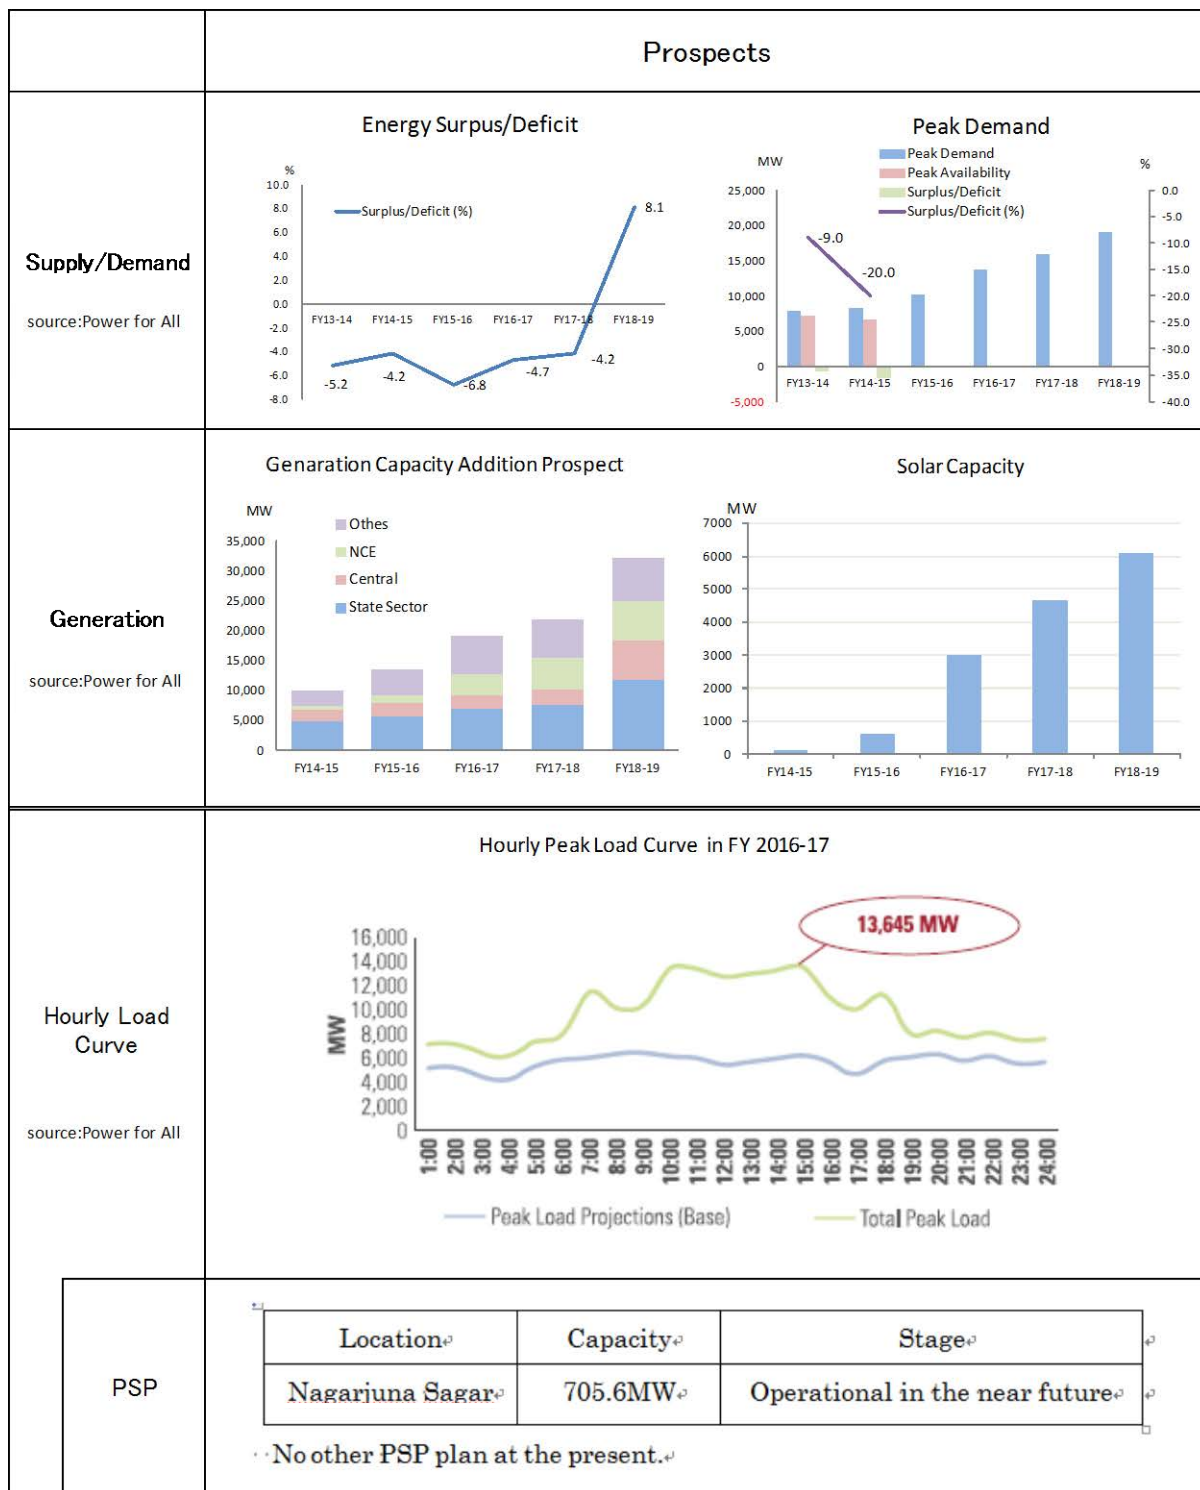 Prospects
Supply/Demand
source:Power for All
Energy Surpus/Deficit
%
10.0
8.0
6.0
4.0
2.0
0.0
-2.0
-4.0
-6.0
-8.0
Surplus/Deficit (%)
8.1
FY13-14 FY14-15 FY15-16 FY16-17 FY17-18 FY18-19
-5.2 -4.2 -6.8 -4.7 -4.2
Peak Demand
MW
Peak Demand
Peak Availability
Surplus/Deficit
Surplus/Deficit (%)
%
25,000
20,000
15,000
10,000
5,000
0
-5,000
-9.0
-20.0
0.0
-5.0
-10.0
-15.0
-20.0
-25.0
-30.0
-35.0
-40.0
FY13-14 FY14-15 FY15-16 FY16-17 FY17-18 FY18-19
Generation
source:Power for All
Genaration Capacity Addition Prospect
MW
Othes
NCE
Central
State Sector
35,000
30,000
25,000
20,000
15,000
10,000
5,000
0
FY14-15 FY15-16 FY16-17 FY17-18 FY18-19
Solar Capacity
MW
7000
6000
5000
4000
3000
2000
1000
0
FY14-15 FY15-16 FY16-17 FY17-18 FY18-19
Hourly Load
Curve
source:Power for All
Hourly Peak Load Curve in FY 2016-17
13,645 MW
MW
16,000
14,000
12,000
10,000
8,000
6,000
4,000
2,000
0
1:00 2:00 3:00 4:00 5:00 6:00 7:00 8:00 9:00 10:00 11:00 12:00 13:00 14:00 15:00 16:00 17:00 18:00 19:00 20:00 21:00 22:00 23:00 24:00
Peak Load Projections (Base) Total Peak Load
PSP
Location Capacity Stage
Nagarjuna Sagar 705.6MW Operational in the near future
No other PSP plan at the present.